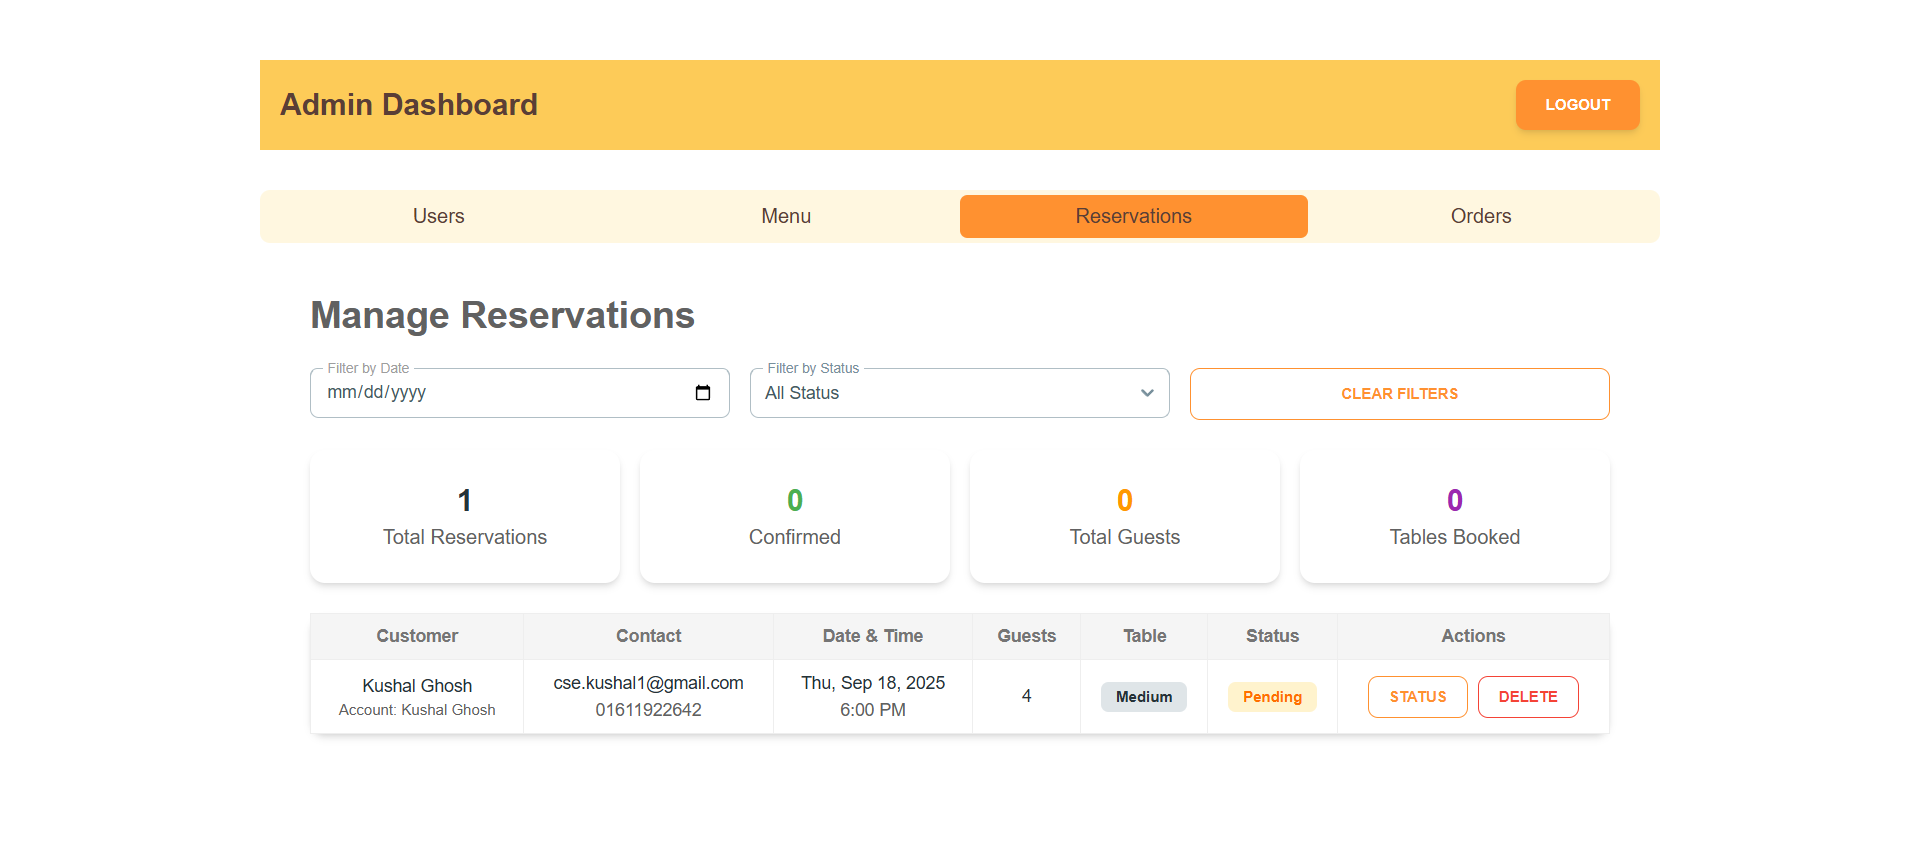 Admin Dashboard
LOGOUT
Users
Menu
Reservations
Orders
Manage Reservations
Filter by Date
mm/dd/yyyy
Filter by Status
All Status
CLEAR FILTERS
1
Total Reservations
0
Confirmed
0
Total Guests
0
Tables Booked
Customer
Contact
Date & Time
Guests
Table
Status
Actions
Kushal Ghosh
Account: Kushal Ghosh
cse.kushal1@gmail.com
01611922642
Thu, Sep 18, 2025
6:00 PM
4
Medium
Pending
STATUS
DELETE